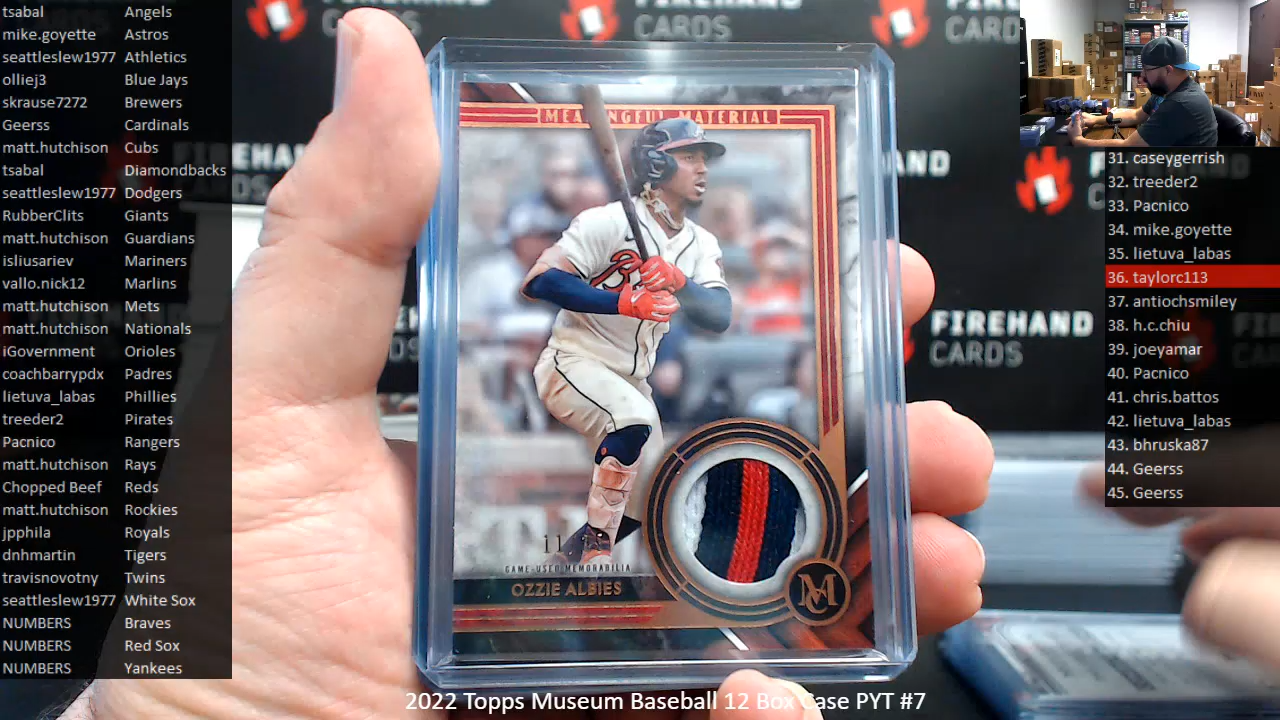 tsabal Angels
mike.goyette Astros
seattleslew1977 Athletics
olliej3 Blue Jays
skrause7272 Brewers
Geerss Cardinals
matt.hutchison Cubs
tsabal Diamondbacks
seattleslew1977 Dodgers
RubberClits Giants
matt.hutchison Guardians
isliusariev Mariners
vallo.nick12 Marlins
matt.hutchison Mets
matt.hutchison Nationals
iGovernment Orioles
coachbarrypdx Padres
lietuva_labas Phillies
treeder2 Pirates
Pacnico Rangers
matt.hutchison Rays
Chopped Beef Reds
matt.hutchison Rockies
jpphila Royals
dnhmartin Tigers
travisnovotny Twins
seattleslew1977 White Sox
NUMBERS Braves
NUMBERS Red Sox
NUMBERS Yankees
FIREHAND
CARDS
MEANINGFUL MATERIAL
GAME-USED MEMORABILIA
OZZIE ALBIES
MC
FIREHAND
CARDS
31. caseygerrish
32. treeder2
33. Pacnico
34. mike.goyette
35. lietuva_labas
36. taylorc113
37. antiochsmiley
38. h.c.chiu
39. joeyamar
40. Pacnico
41. chris.battos
42. lietuva_labas
43. bhruska87
44. Geerss
45. Geerss
2022 Topps Museum Baseball 12 Box Case PYT #7